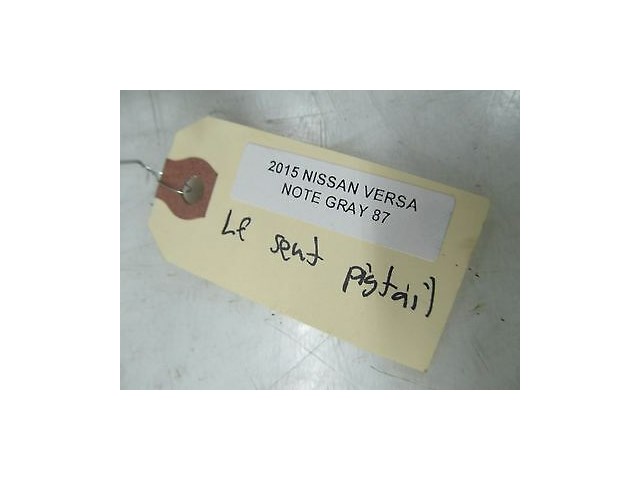 2015 NISSAN VERSA
NOTE GRAY 87
LF seat pigtail